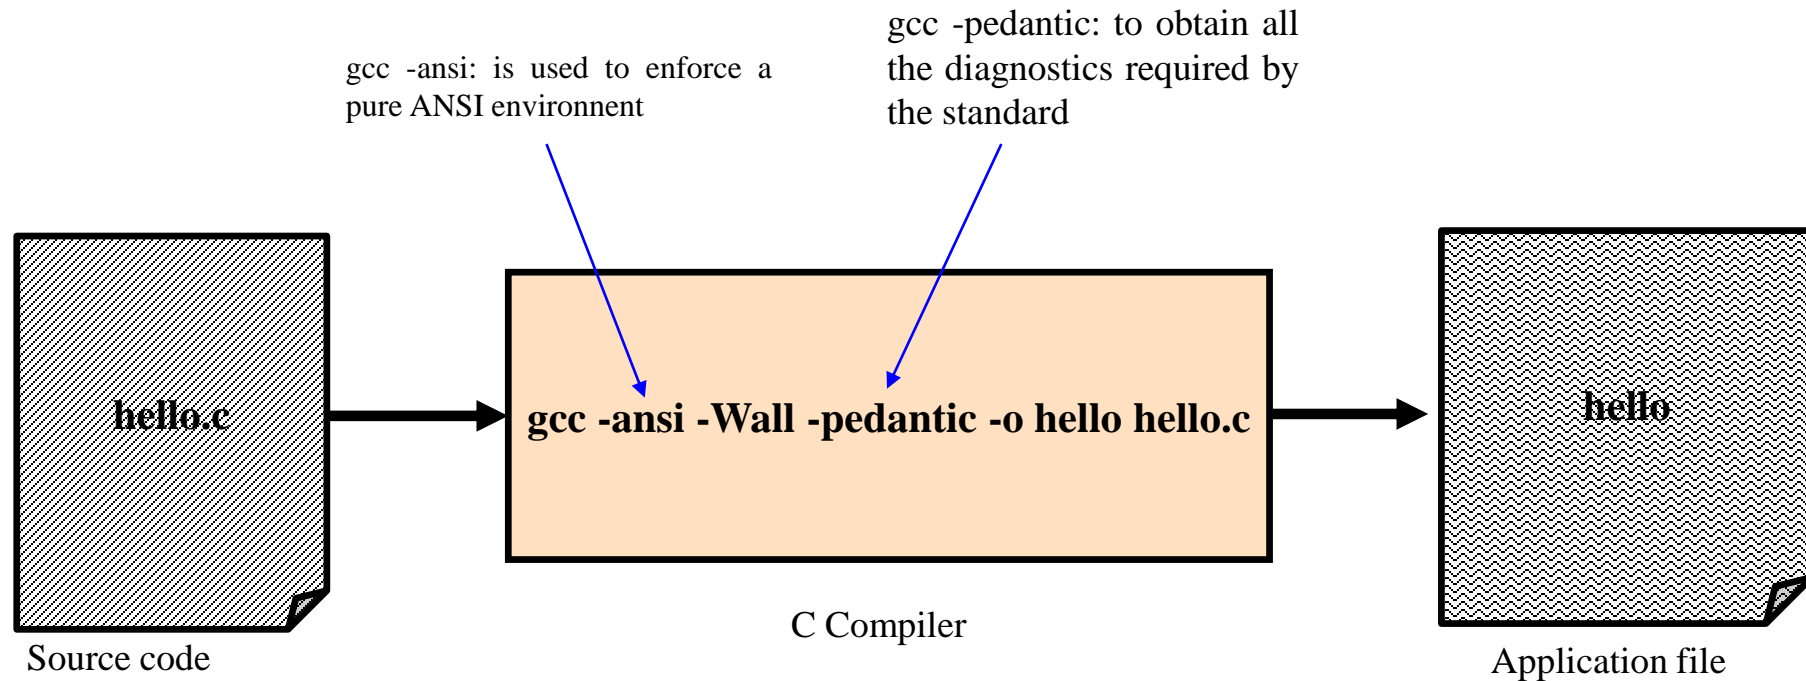 gcc -ansi: is used to enforce a
pure ANSI environnent
gcc -pedantic: to obtain all
the diagnostics required by
the standard
hello.c
gcc -ansi -Wall -pedantic -o hello hello.c
hello
Source code
C Compiler
Application file